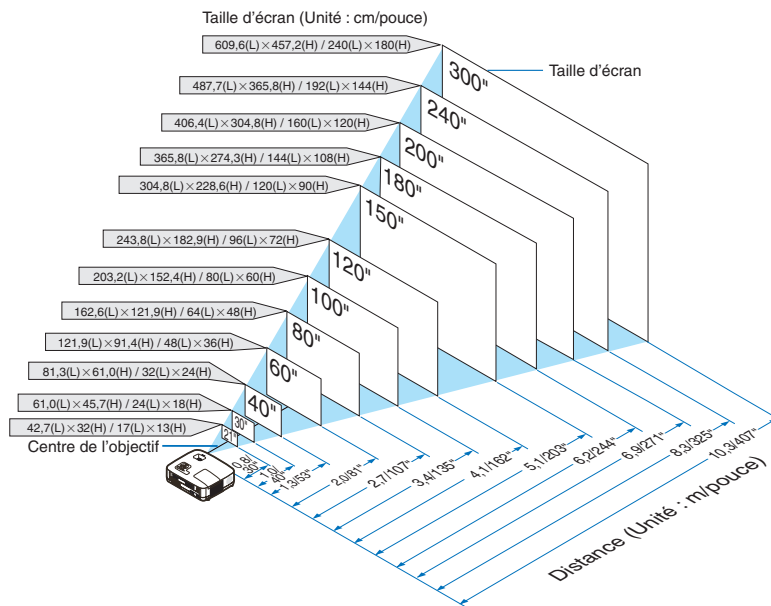 Taille d'écran (Unité : cm/pouce)
609,6(L)×457,2(H) / 240(L)×180(H)
Taille d'écran
300"
487,7(L)×365,8(H) / 192(L)×144(H)
240"
406,4(L)×304,8(H) / 160(L)×120(H)
200"
365,8(L)×274,3(H) / 144(L)×108(H)
180"
304,8(L)×228,6(H) / 120(L)×90(H)
150"
243,8(L)×182,9(H) / 96(L)×72(H)
120"
203,2(L)×152,4(H) / 80(L)×60(H)
100"
162,6(L)×121,9(H) / 64(L)×48(H)
80"
121,9(L)×91,4(H) / 48(L)×36(H)
60"
81,3(L)×61,0(H) / 32(L)×24(H)
40"
61,0(L)×45,7(H) / 24(L)×18(H)
30"
42,7(L)×32(H) / 17(L)×13(H)
21"
Centre de l'objectif
0,8/
1,0/
40"
1,3/53"
2,0/81"
2,7/107"
3,4/135"
4,1/162"
5,1/203"
6,2/244"
6,9/271"
8,3/325"
10,3/407"
Distance (Unité : m/pouce)